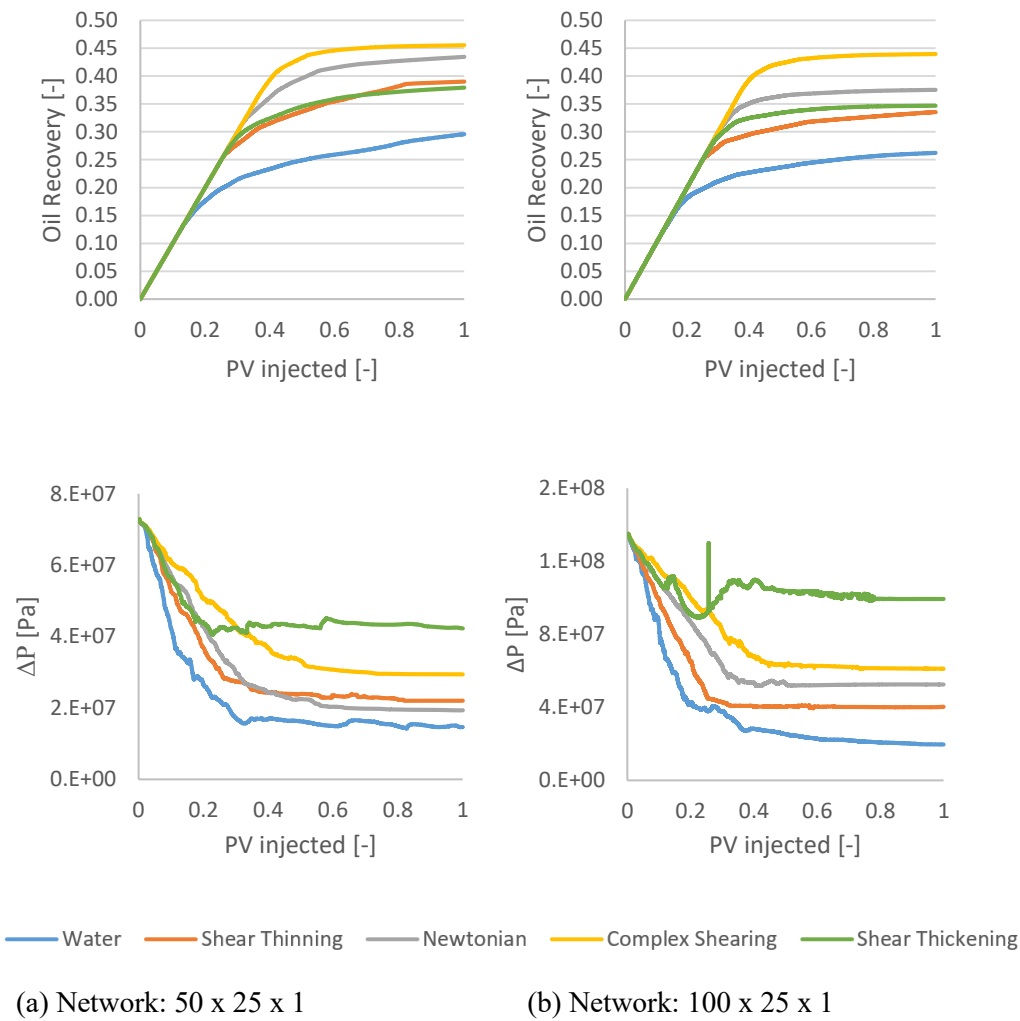 0.50
0.45
0.40
0.35
0.30
0.25
0.20
0.15
0.10
0.05
0.00
Oil Recovery [-]
0 0.2 0.4 0.6 0.8 1
PV injected [-]
0.50
0.45
0.40
0.35
0.30
0.25
0.20
0.15
0.10
0.05
0.00
Oil Recovery [-]
0 0.2 0.4 0.6 0.8 1
PV injected [-]
8.E+07
6.E+07
4.E+07
2.E+07
0.E+00
ΔP [Pa]
0 0.2 0.4 0.6 0.8 1
PV injected [-]
2.E+08
1.E+08
8.E+07
4.E+07
0.E+00
ΔP [Pa]
0 0.2 0.4 0.6 0.8 1
PV injected [-]
Water Shear Thinning Newtonian Complex Shearing Shear Thickening
(a) Network: 50 x 25 x 1 (b) Network: 100 x 25 x 1